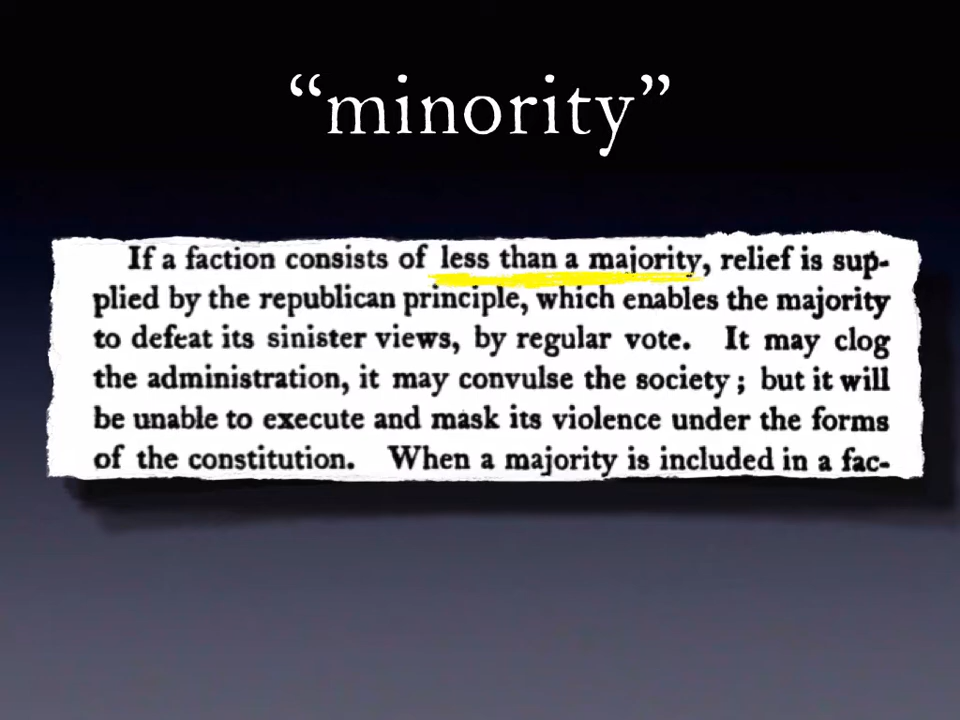 “minority”
If a faction consists of less than a majority, relief is sup-
plied by the republican principle, which enables the majority
to defeat its sinister views, by regular vote. It may clog
the administration, it may convulse the society; but it will
be unable to execute and mask its violence under the forms
of the constitution. When a majority is included in a fac-